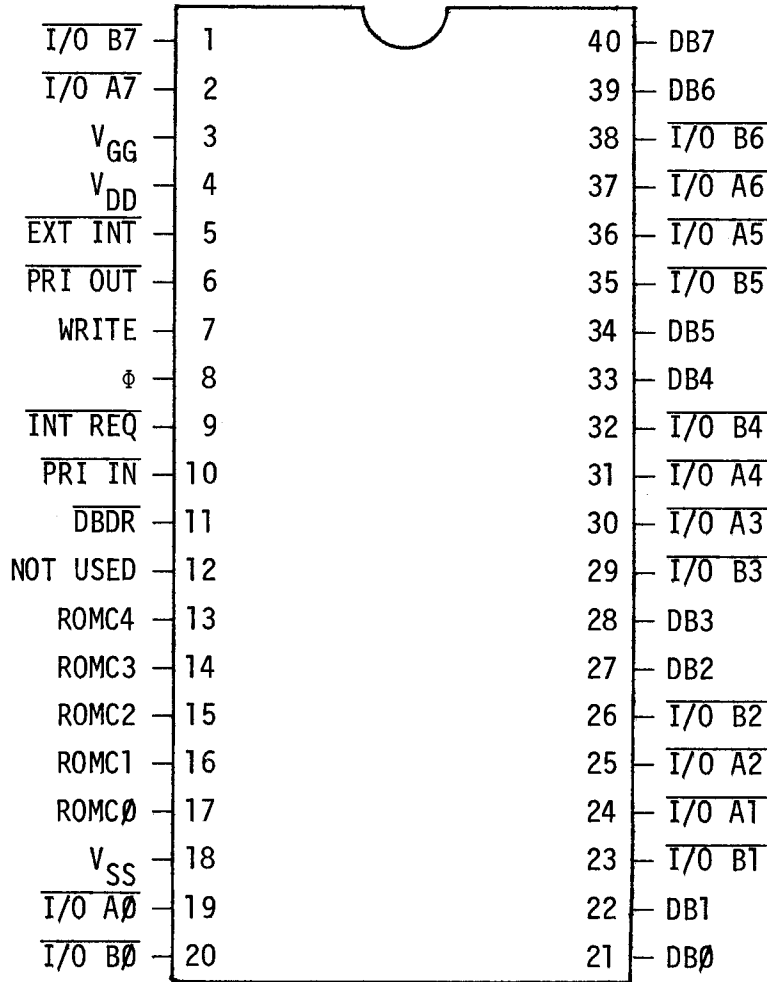 I/O B7 1 40 DB7
I/O A7 2 39 DB6
VGG 3 38 I/O B6
VDD 4 37 I/O A6
EXT INT 5 36 I/O A5
PRI OUT 6 35 I/O B5
WRITE 7 34 DB5
Φ 8 33 DB4
INT REQ 9 32 I/O B4
PRI IN 10 31 I/O A4
DBDR 11 30 I/O A3
NOT USED 12 29 I/O B3
ROMC4 13 28 DB3
ROMC3 14 27 DB2
ROMC2 15 26 I/O B2
ROMC1 16 25 I/O A2
ROMCØ 17 24 I/O A1
VSS 18 23 I/O B1
I/O AØ 19 22 DB1
I/O BØ 20 21 DBØ